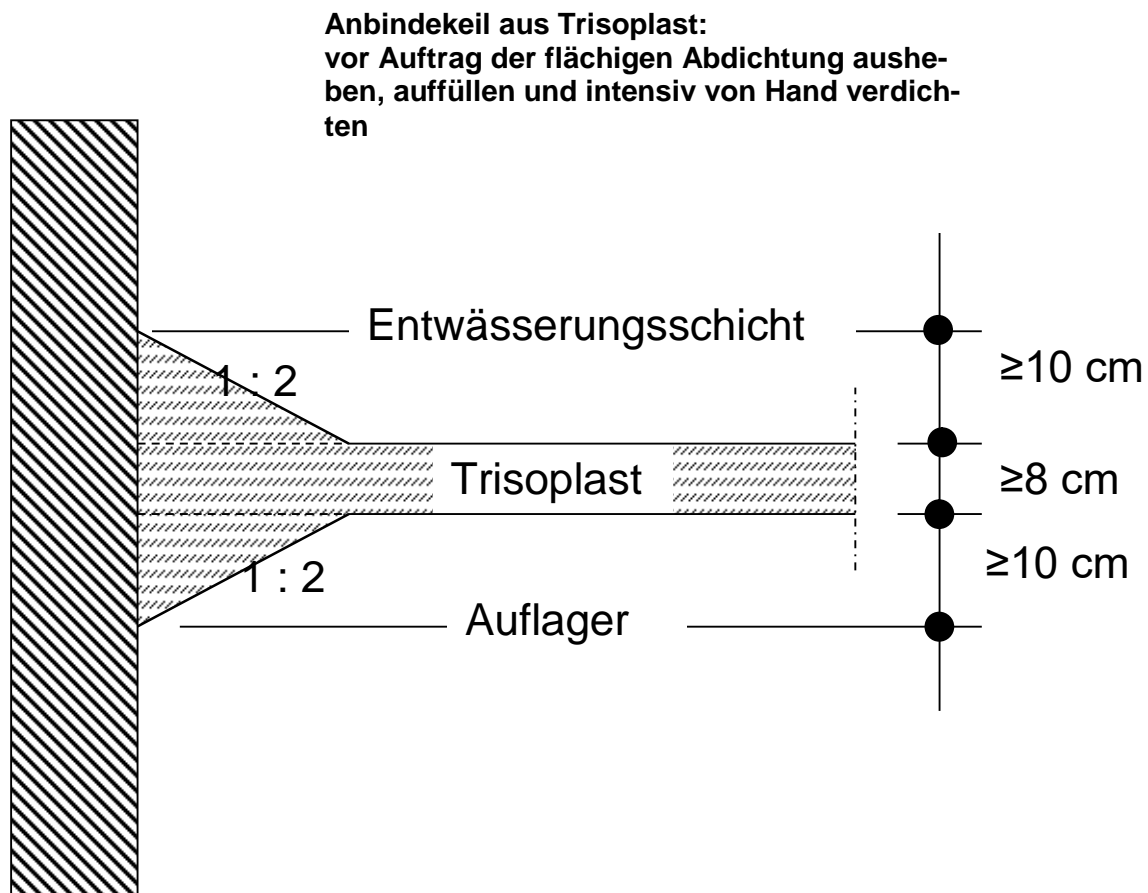 Anbindekeil aus Trisoplast:
vor Auftrag der flächigen Abdichtung aushe-
ben, auffüllen und intensiv von Hand verdich-
ten
Entwässerungsschicht
≥10 cm
1 : 2
Trisoplast
≥8 cm
1 : 2
≥10 cm
Auflager